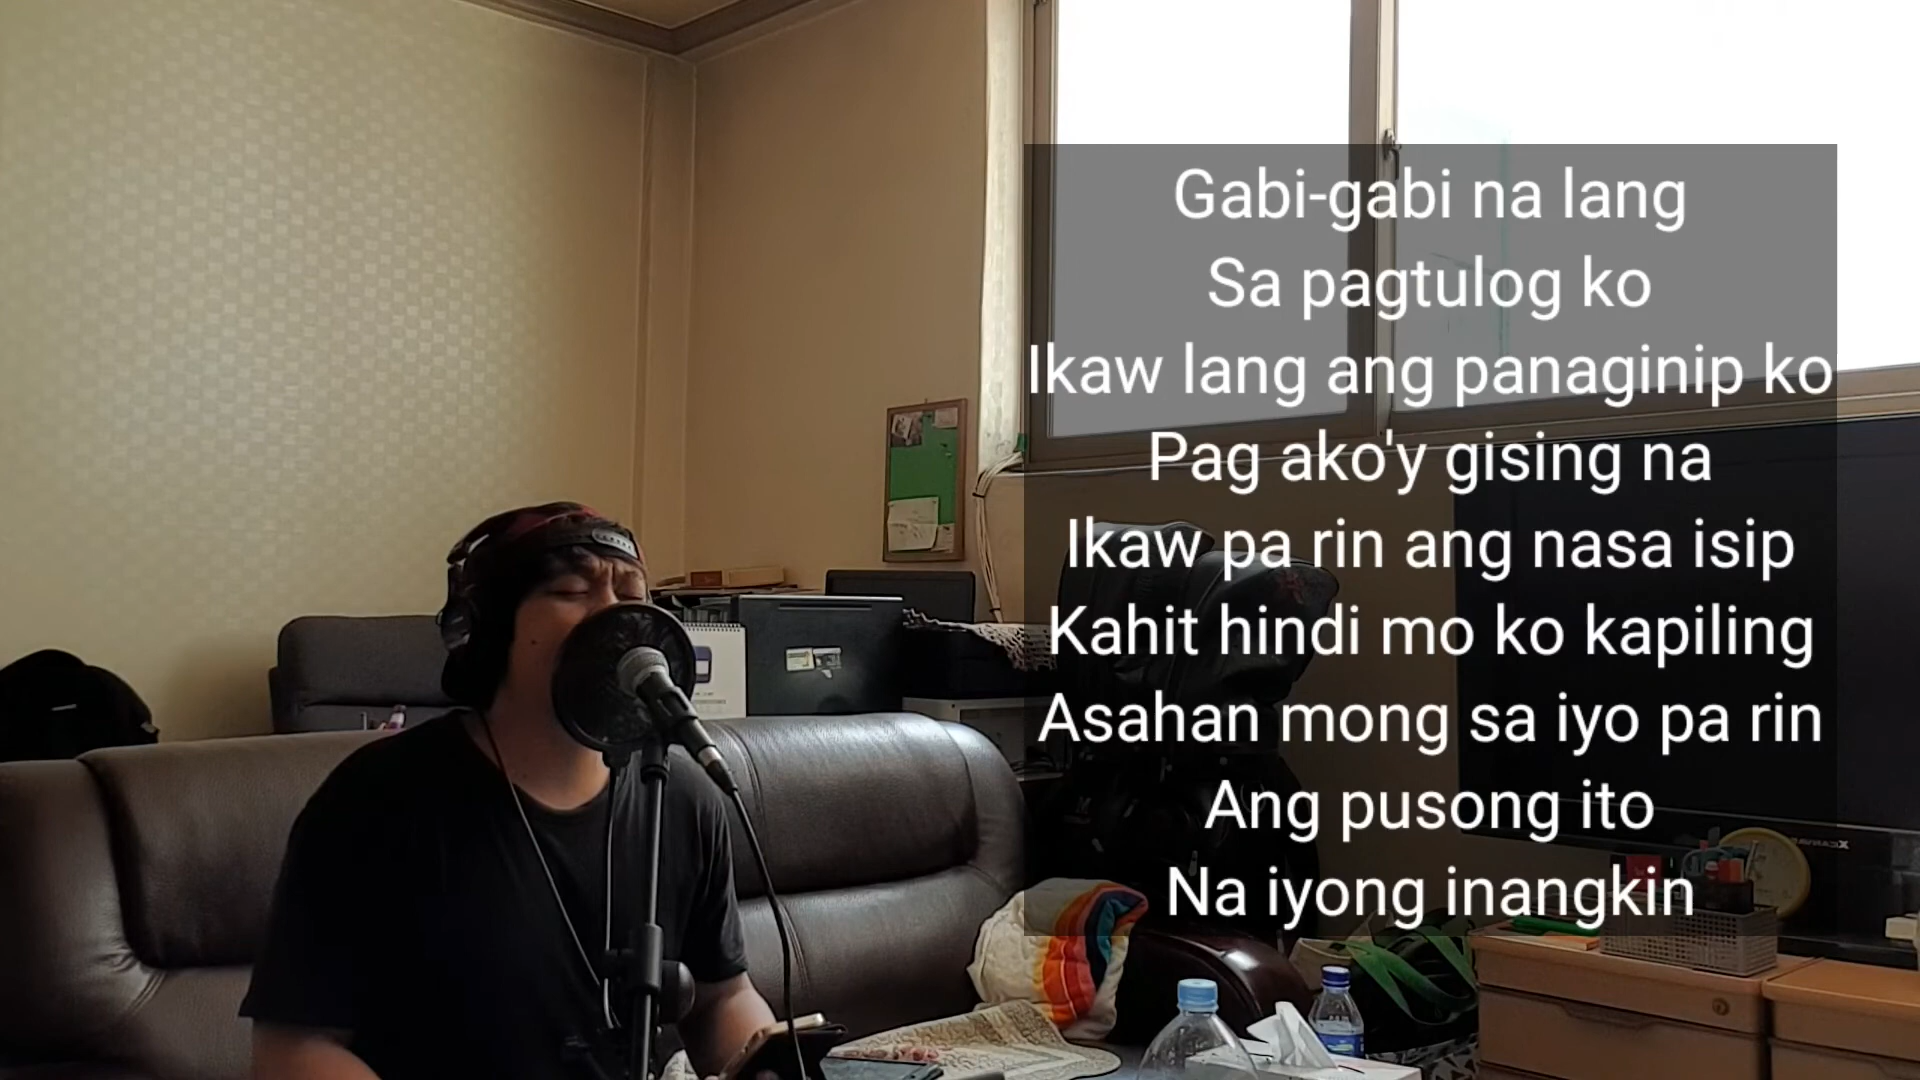 Gabi-gabi na lang
Sa pagtulog ko
Ikaw lang ang panaginip ko
Pag ako'y gising na
Ikaw pa rin ang nasa isip
Kahit hindi mo ko kapiling
Asahan mong sa iyo pa rin
Ang pusong ito
Na iyong inangkin